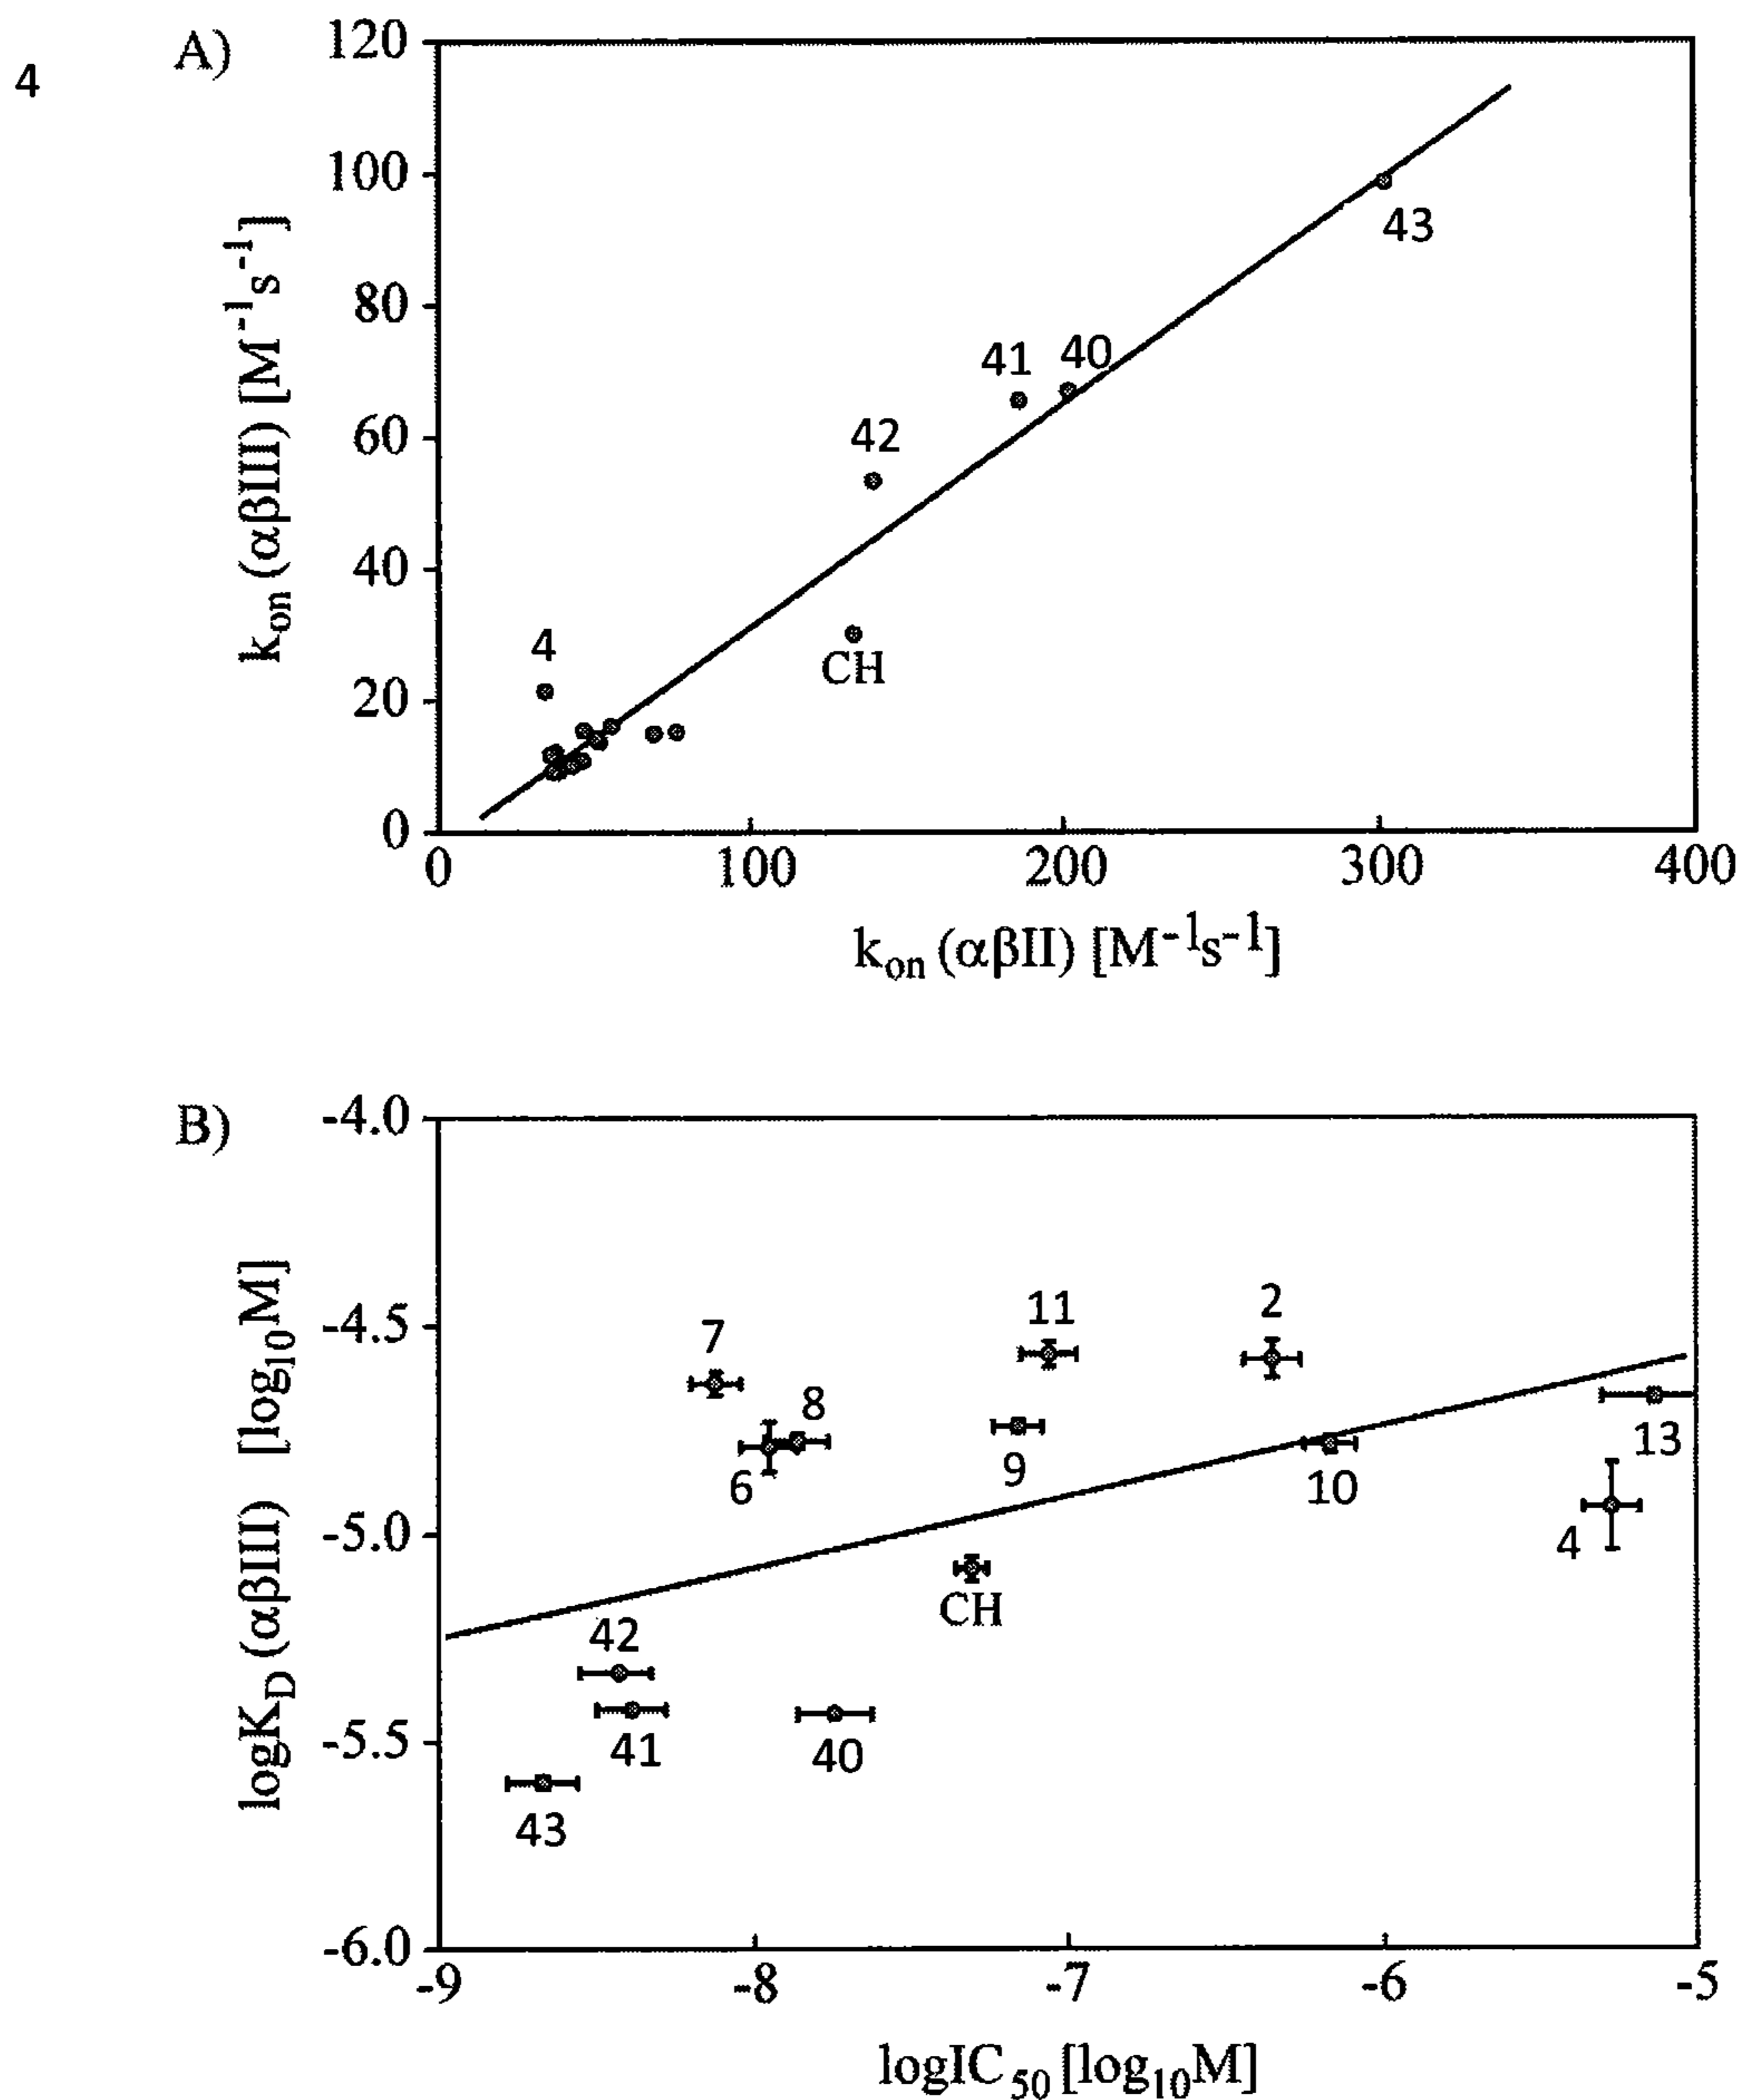 4
A)
120
100
80
60
40
20
0
kon (αβIII) [M-1s-1]
43
41 40
42
4
CH
0 100 200 300 400
kon (αβII) [M-1s-1]
B)
-4.0
-4.5
-5.0
-5.5
-6.0
logKD (αβIII) [log10M]
7 11 2
8
6 9 10 13
4
CH
42
41 40
43
-9 -8 -7 -6 -5
logIC50 [log10M]